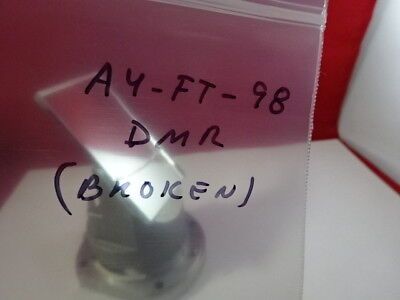 A4-FT-98
DMR
(BROKEN)